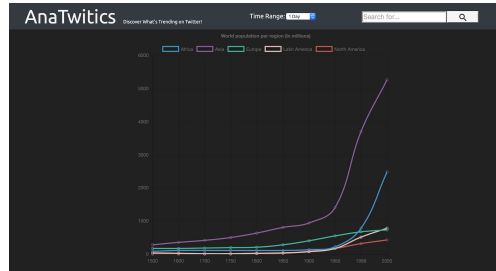 AnaTwitics Discover What's Trending on Twitter! Time Range: 1 Day Search for...
World population per region (in millions)
Africa Asia Europe Latin America North America
6000
5000
4000
3000
2000
1000
0
1500 1600 1700 1750 1800 1850 1900 1950 1999 2050